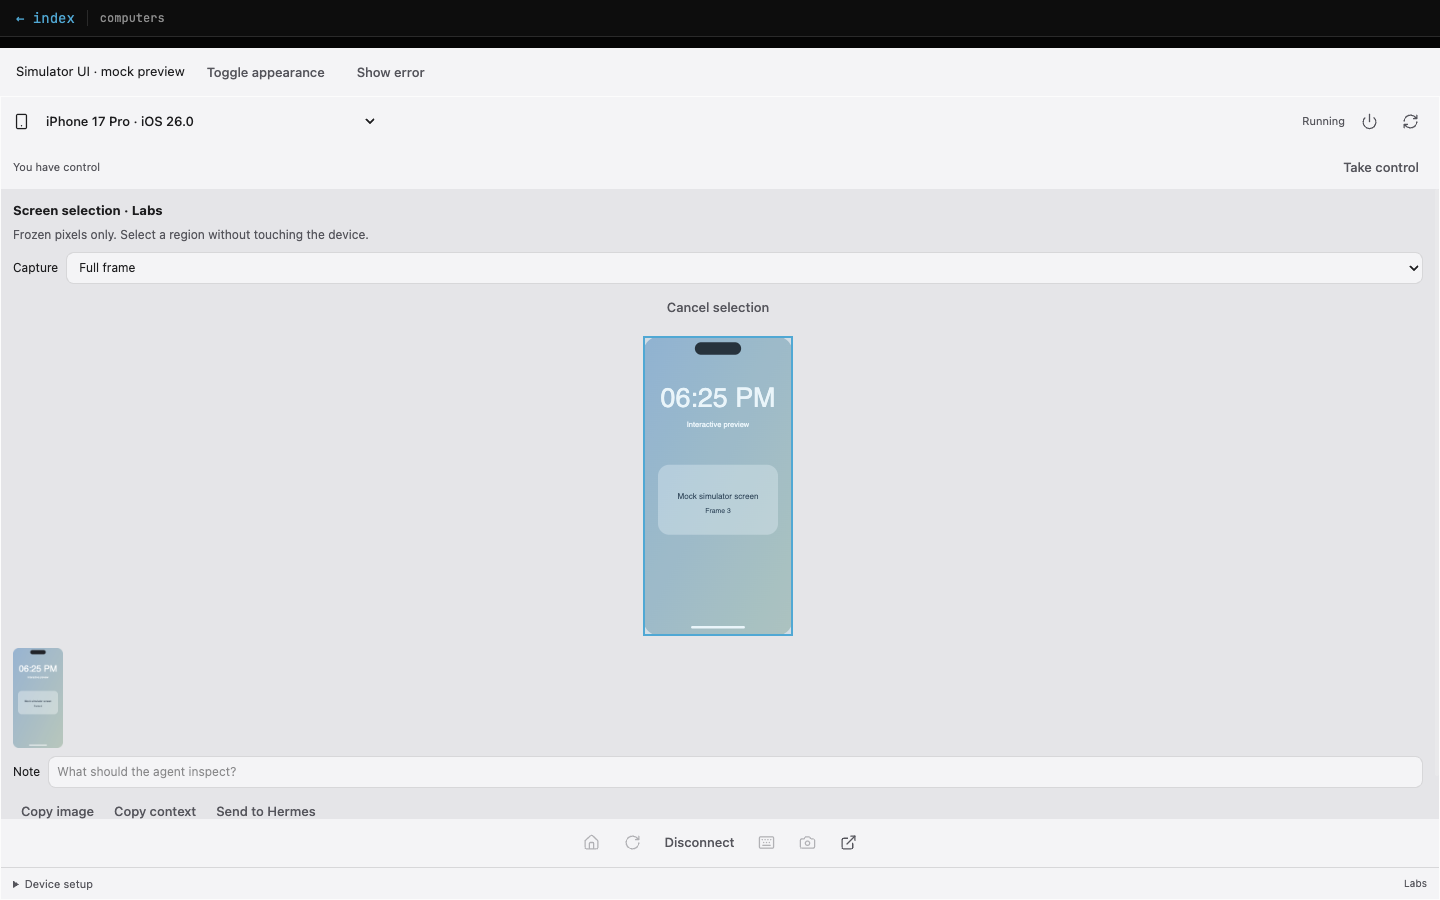 ← index computers
Simulator UI · mock preview Toggle appearance Show error
iPhone 17 Pro · iOS 26.0 Running
You have control Take control
Screen selection · Labs
Frozen pixels only. Select a region without touching the device.
Capture Full frame
Cancel selection
06:25 PM
Interactive preview
Mock simulator screen
Frame 3
06:25 PM
Note What should the agent inspect?
Copy image Copy context Send to Hermes
Disconnect
Device setup Labs